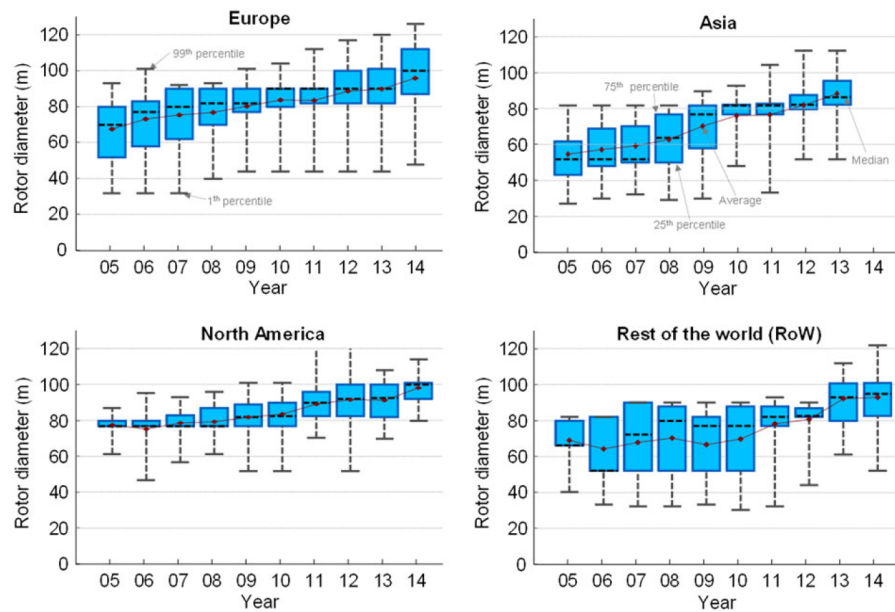 Europe
Rotor diameter (m)
120
100
80
60
40
20
0
99th percentile
1th percentile
05 06 07 08 09 10 11 12 13 14
Year
Asia
Rotor diameter (m)
120
100
80
60
40
20
0
75th percentile
Median
Average
25th percentile
05 06 07 08 09 10 11 12 13 14
Year
North America
Rotor diameter (m)
120
100
80
60
40
20
0
05 06 07 08 09 10 11 12 13 14
Year
Rest of the world (RoW)
Rotor diameter (m)
120
100
80
60
40
20
0
05 06 07 08 09 10 11 12 13 14
Year